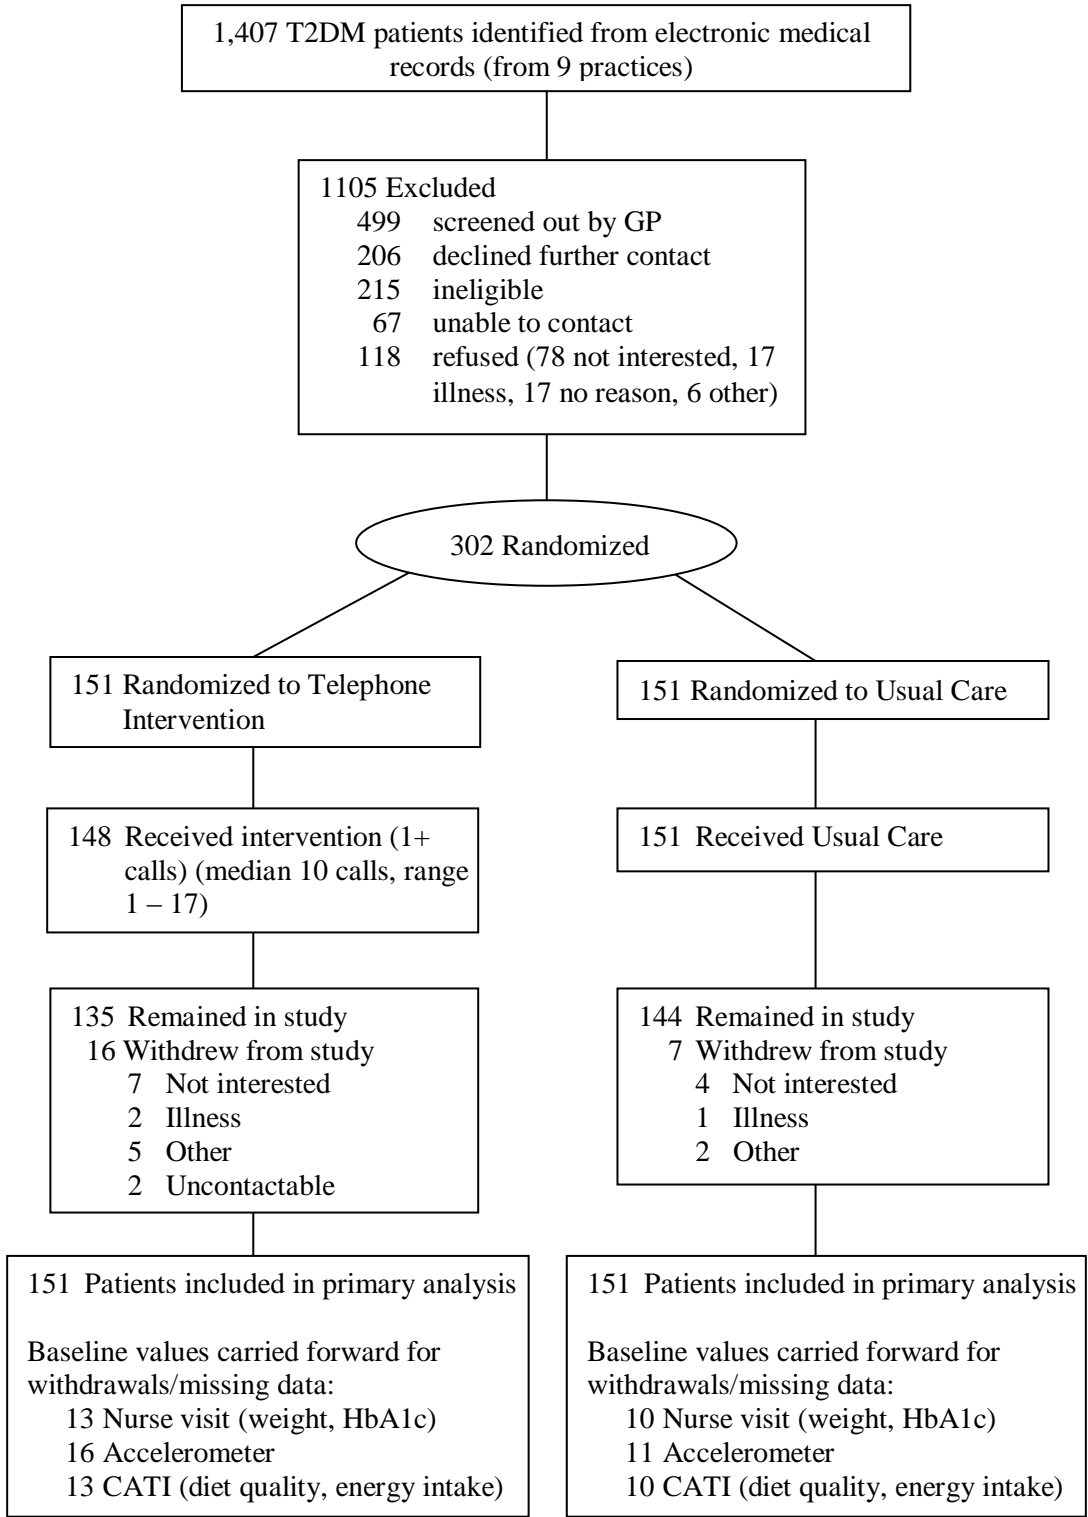 1,407 T2DM patients identified from electronic medical
records (from 9 practices)
1105 Excluded
499 screened out by GP
206 declined further contact
215 ineligible
67 unable to contact
118 refused (78 not interested, 17
illness, 17 no reason, 6 other)
302 Randomized
151 Randomized to Telephone
Intervention
151 Randomized to Usual Care
148 Received intervention (1+
calls) (median 10 calls, range
1 – 17)
151 Received Usual Care
135 Remained in study
16 Withdrew from study
7 Not interested
2 Illness
5 Other
2 Uncontactable
144 Remained in study
7 Withdrew from study
4 Not interested
1 Illness
2 Other
151 Patients included in primary analysis
Baseline values carried forward for
withdrawals/missing data:
13 Nurse visit (weight, HbA1c)
16 Accelerometer
13 CATI (diet quality, energy intake)
151 Patients included in primary analysis
Baseline values carried forward for
withdrawals/missing data:
10 Nurse visit (weight, HbA1c)
11 Accelerometer
10 CATI (diet quality, energy intake)